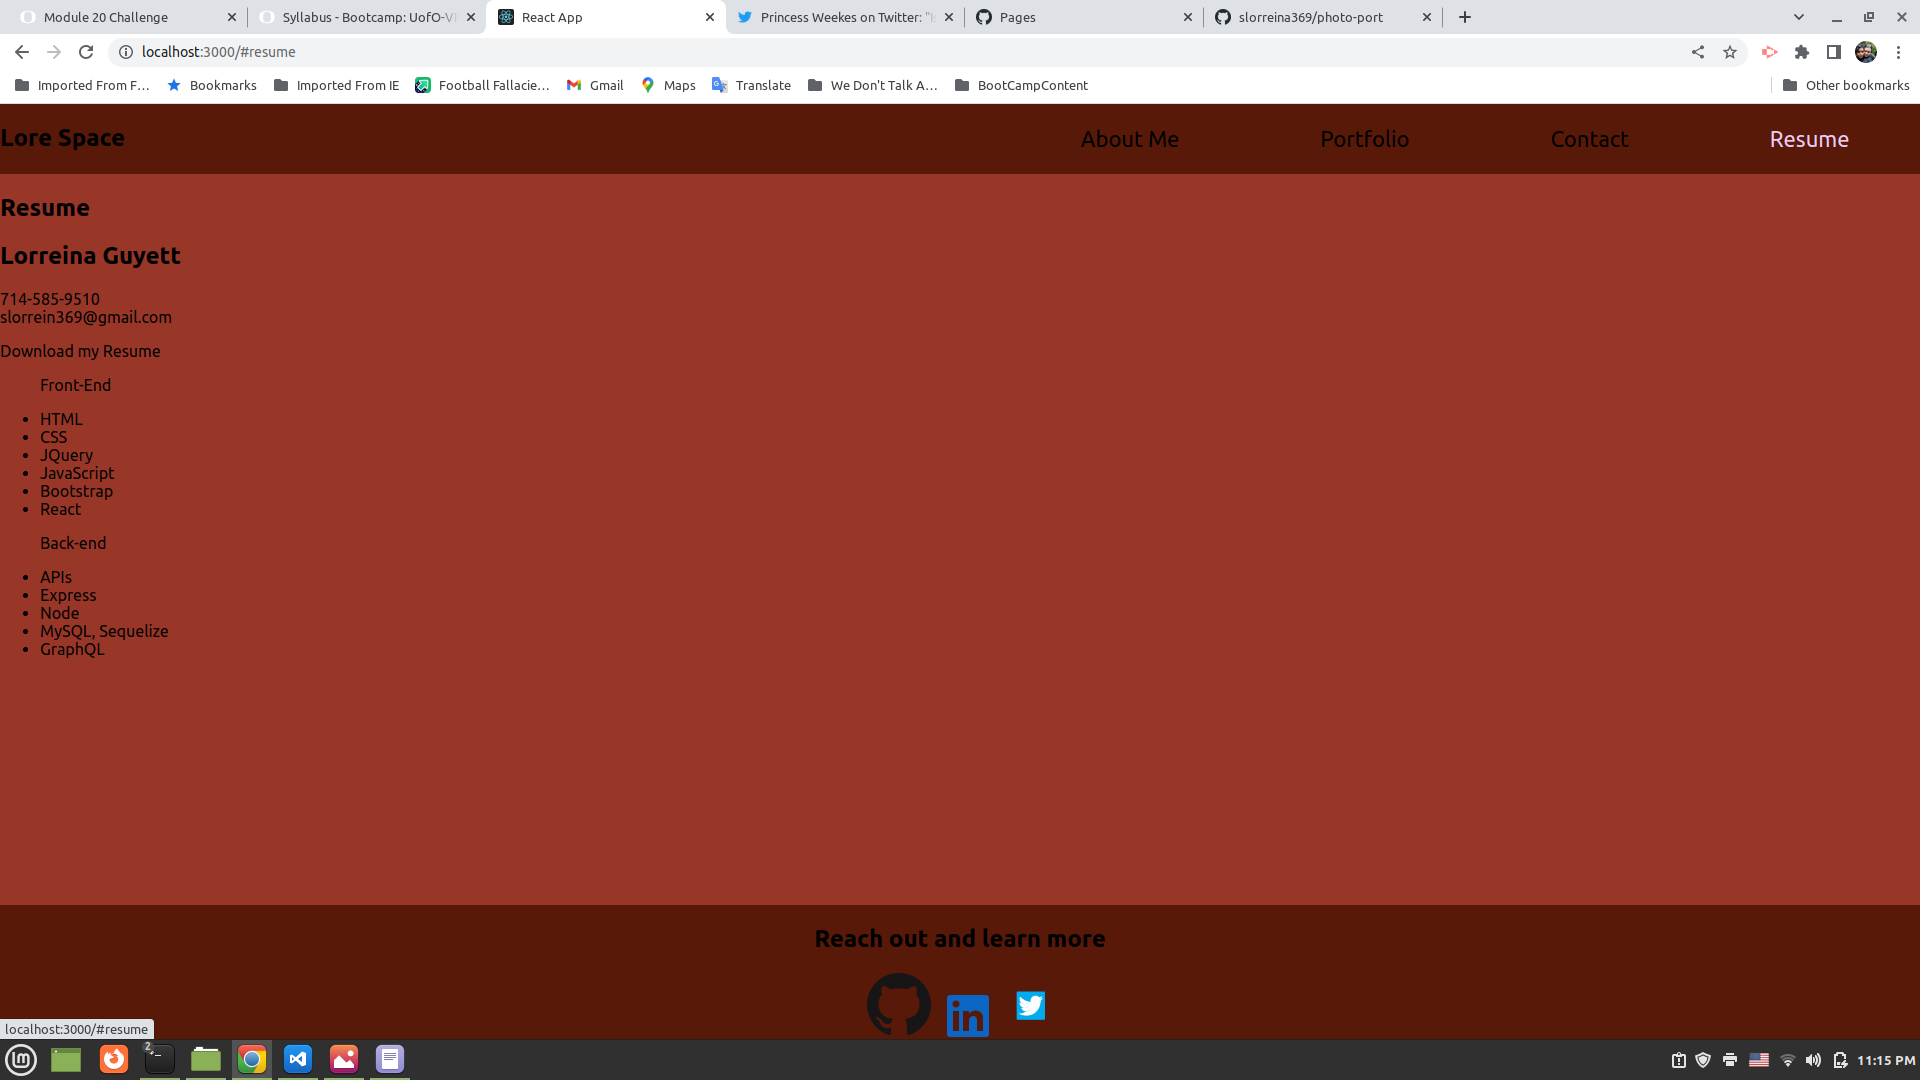 Module 20 Challenge
Syllabus - Bootcamp: UofO-V
React App
Princess Weekes on Twitter: "
Pages
slorreina369/photo-port
localhost:3000/#resume
Imported From F...
Bookmarks
Imported From IE
Football Fallacie...
Gmail
Maps
Translate
We Don't Talk A...
BootCampContent
Other bookmarks
Lore Space
About Me
Portfolio
Contact
Resume
Resume
Lorreina Guyett
714-585-9510
slorrein369@gmail.com
Download my Resume
Front-End
• HTML
• CSS
• JQuery
• JavaScript
• Bootstrap
• React
Back-end
• APIs
• Express
• Node
• MySQL, Sequelize
• GraphQL
Reach out and learn more
in
localhost:3000/#resume
lm
2
11:15 PM